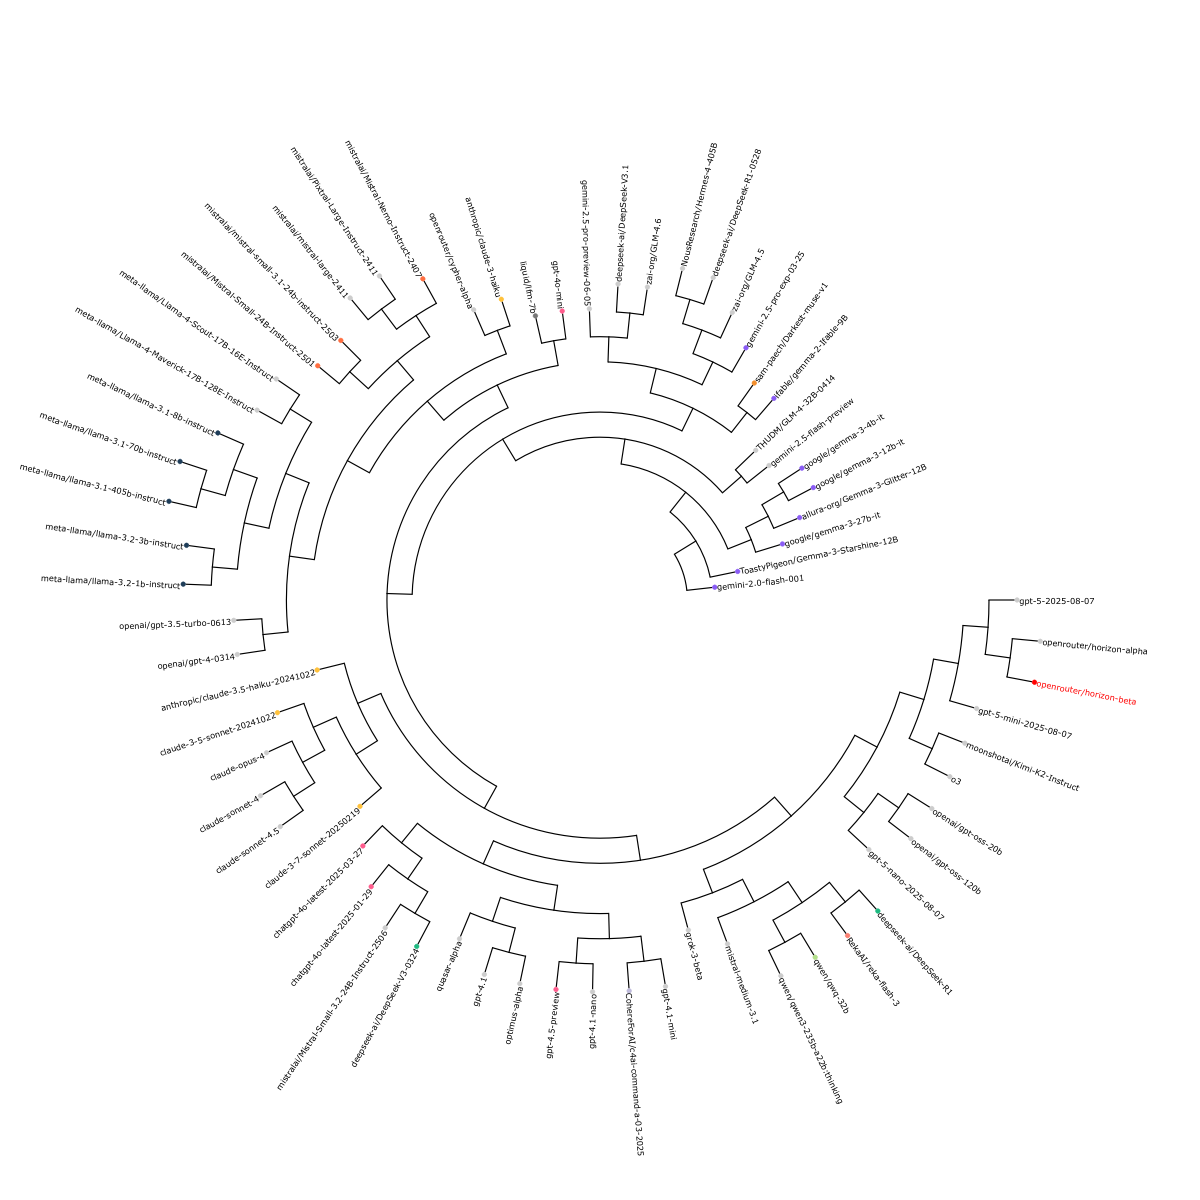 gpt-5-2025-08-07
openrouter/horizon-alpha
openrouter/horizon-beta
gpt-5-mini-2025-08-07
moonshotai/Kimi-K2-Instruct
o3
openai/gpt-oss-20b
openai/gpt-oss-120b
gpt-5-nano-2025-08-07
deepseek-ai/DeepSeek-R1
RekaAI/reka-flash-3
qwen/qwq-32b
qwen/qwen3-235b-a22b:thinking
mistral-medium-3.1
grok-3-beta
gpt-4.1-mini
CohereForAI/c4ai-command-a-03-2025
gpt-4.1-nano
gpt-4.5-preview
optimus-alpha
gpt-4.1
quasar-alpha
deepseek-ai/DeepSeek-V3-0324
mistralai/Mistral-Small-3.2-24B-Instruct-2506
chatgpt-4o-latest-2025-01-29
chatgpt-4o-latest-2025-03-27
claude-3-7-sonnet-20250219
claude-sonnet-4.5
claude-sonnet-4
claude-opus-4
claude-3-5-sonnet-20241022
anthropic/claude-3.5-haiku-20241022
openai/gpt-4-0314
openai/gpt-3.5-turbo-0613
meta-llama/llama-3.2-1b-instruct
meta-llama/llama-3.2-3b-instruct
meta-llama/llama-3.1-405b-instruct
meta-llama/llama-3.1-70b-instruct
meta-llama/llama-3.1-8b-instruct
meta-llama/Llama-4-Maverick-17B-128E-Instruct
meta-llama/Llama-4-Scout-17B-16E-Instruct
mistralai/Mistral-Small-24B-Instruct-2501
mistralai/mistral-small-3.1-24b-instruct-2503
mistralai/mistral-large-2411
mistralai/Pixtral-Large-Instruct-2411
mistralai/Mistral-Nemo-Instruct-2407
openrouter/cypher-alpha
anthropic/claude-3-haiku
liquid/lfm-7b
gpt-4o-mini
gemini-2.5-pro-preview-06-05
deepseek-ai/DeepSeek-V3.1
zai-org/GLM-4.6
NousResearch/Hermes-4-405B
deepseek-ai/DeepSeek-R1-0528
zai-org/GLM-4.5
gemini-2.5-pro-exp-03-25
sam-paech/Darkest-muse-v1
ifable/gemma-2-Ifable-9B
THUDM/GLM-4-32B-0414
gemini-2.5-flash-preview
google/gemma-3-4b-it
google/gemma-3-12b-it
allura-org/Gemma-3-Glitter-12B
google/gemma-3-27b-it
ToastyPigeon/Gemma-3-Starshine-12B
gemini-2.0-flash-001